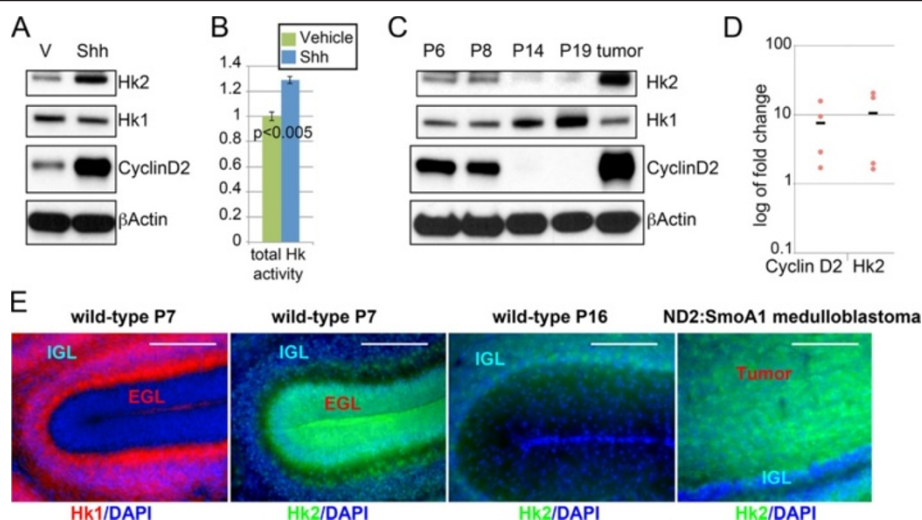 A
V Shh
Hk2
Hk1
CyclinD2
βActin
B
Vehicle
Shh
1.4
1.2
1
0.8
0.6
0.4
0.2
0
p<0.005
total Hk
activity
C
P6 P8 P14 P19 tumor
Hk2
Hk1
CyclinD2
βActin
D
log of fold change
100
10
1
0.1
Cyclin D2 Hk2
E
wild-type P7
IGL
EGL
Hk1/DAPI
wild-type P7
IGL
EGL
Hk2/DAPI
wild-type P16
IGL
Hk2/DAPI
ND2:SmoA1 medulloblastoma
Tumor
IGL
Hk2/DAPI